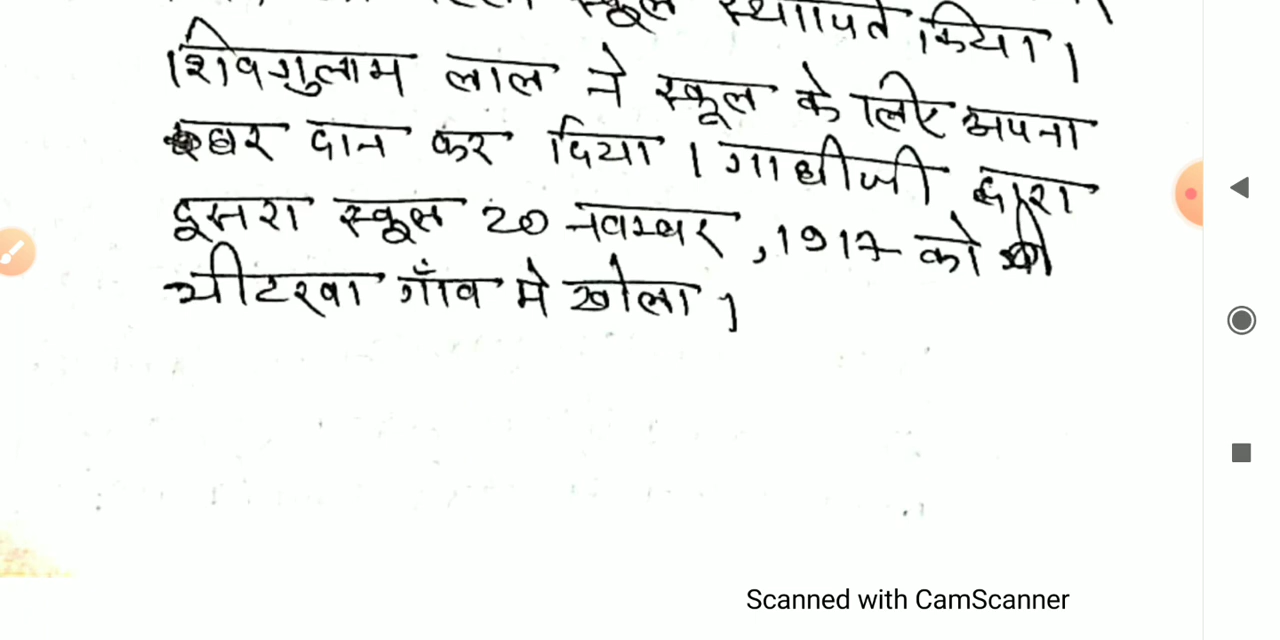 स्कूल स्थापित किया।
शिवगुलाम लाल ने स्कूल के लिए अपना
घर दान कर दिया। गाधीजी द्वारा
दूसरा स्कूल 20 नवम्बर, 1917 को
भीटरवा गाँव मे खोला।
Scanned with CamScanner